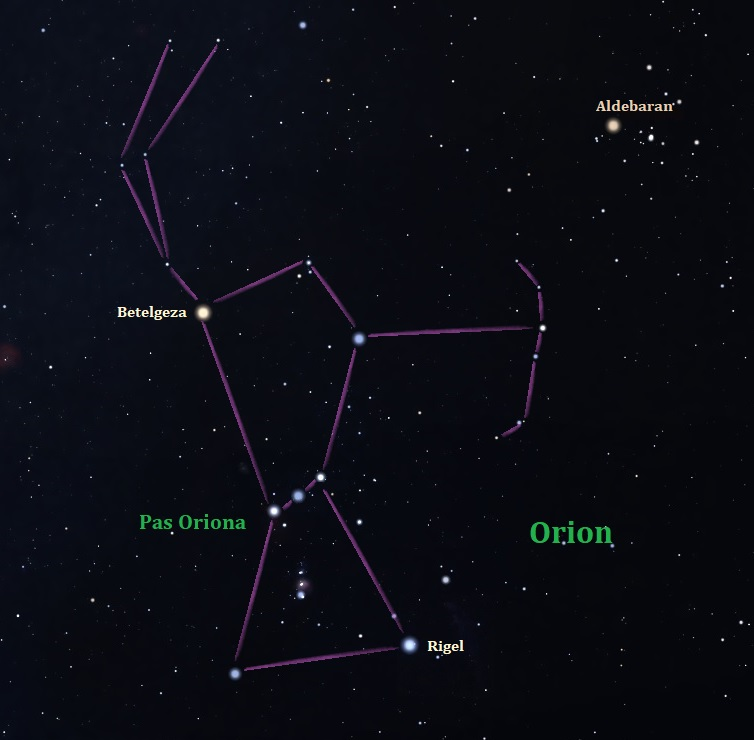 Aldebaran
Betelgeza
Pas Oriona
Orion
Rigel